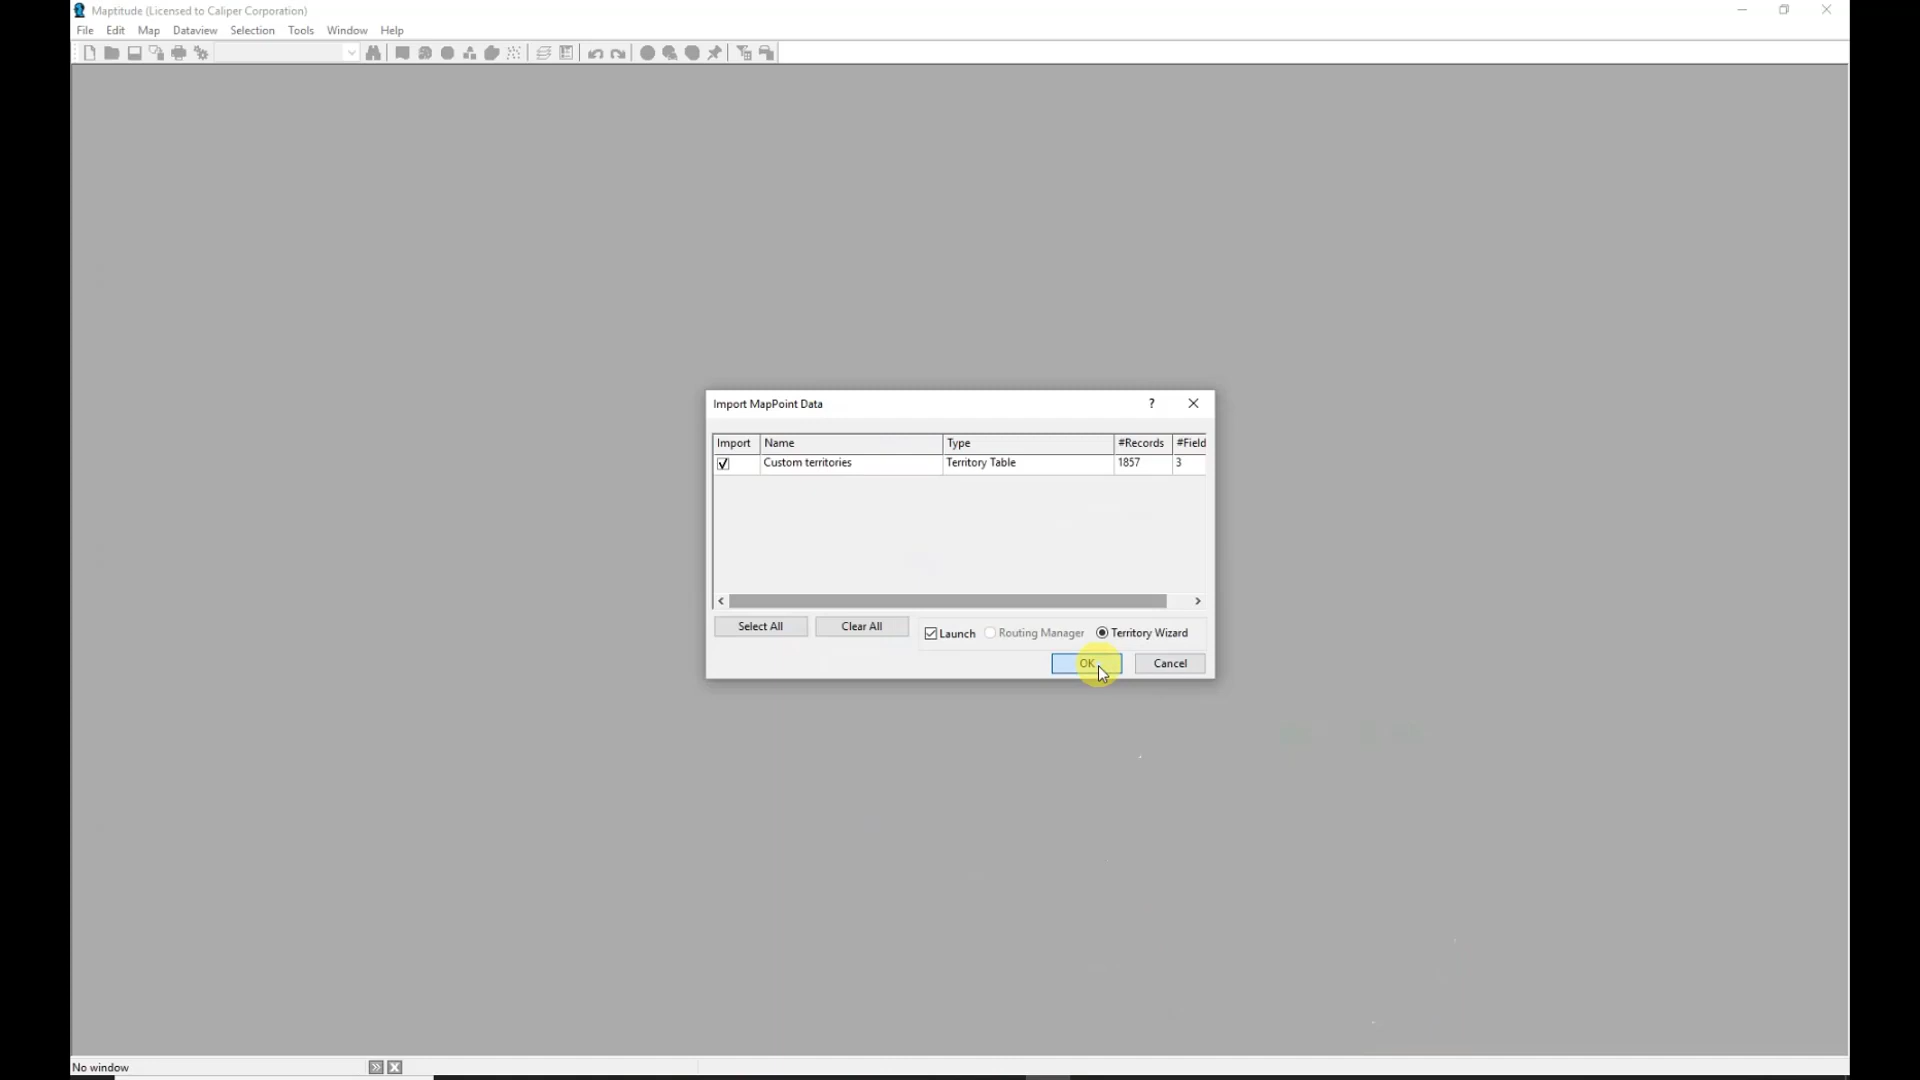 Maptitude (Licensed to Caliper Corporation)
File Edit Map Dataview Selection Tools Window Help
Import MapPoint Data
Import Name Type #Records #Field
Custom territories Territory Table 1857 3
Select All Clear All Launch Routing Manager Territory Wizard
OK Cancel
No window